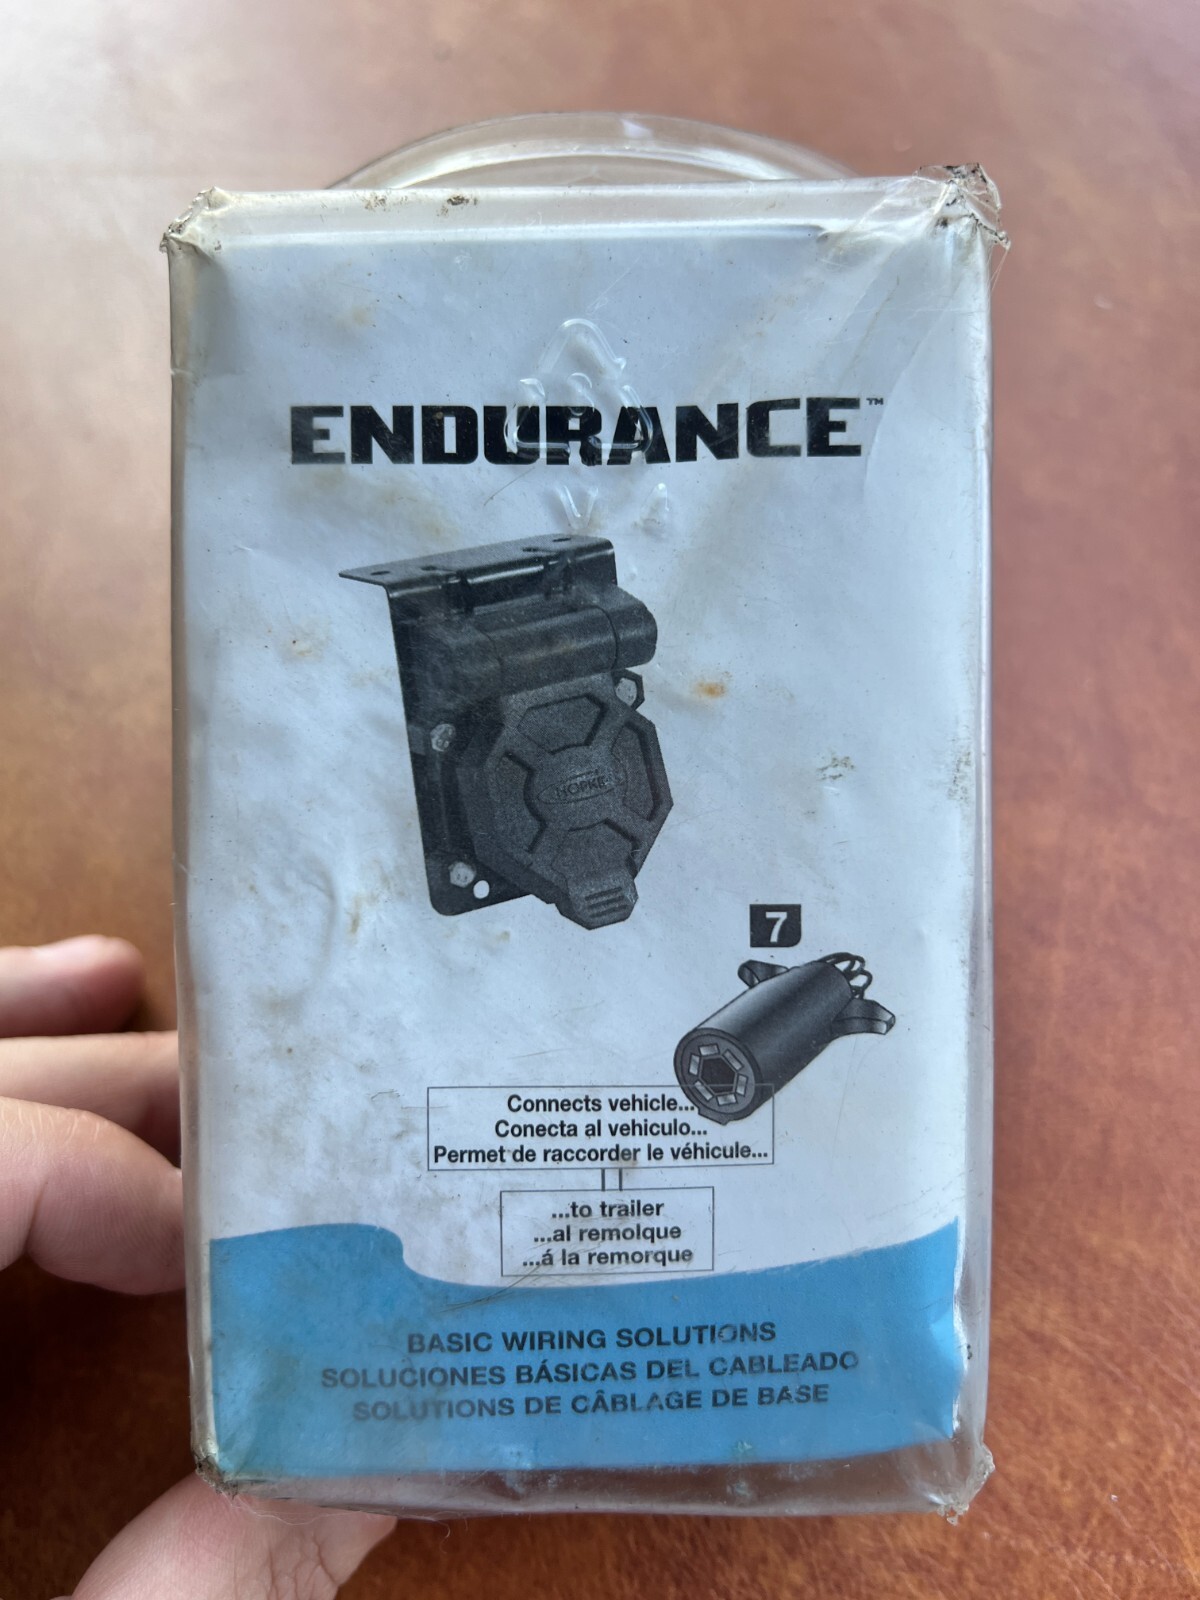 ENDURANCE™
7
Connects vehicle...
Conecta al vehiculo...
Permet de raccorder le véhicule...
...to trailer
...al remolque
...á la remorque
BASIC WIRING SOLUTIONS
SOLUCIONES BÁSICAS DEL CABLEADO
SOLUTIONS DE CÂBLAGE DE BASE